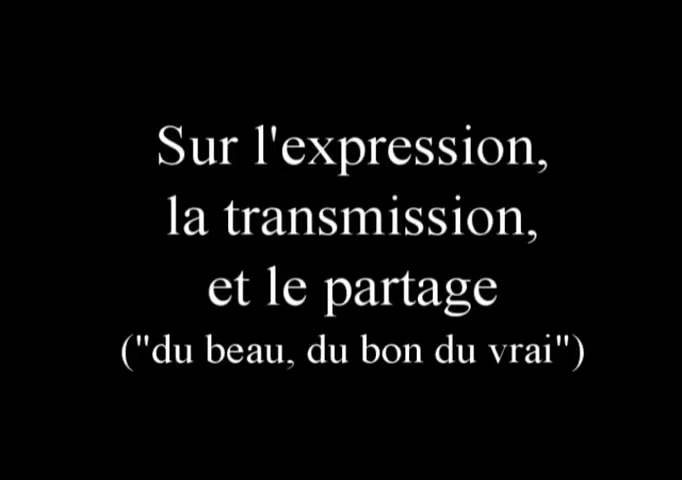 Sur l'expression,
la transmission,
et le partage
("du beau, du bon du vrai")